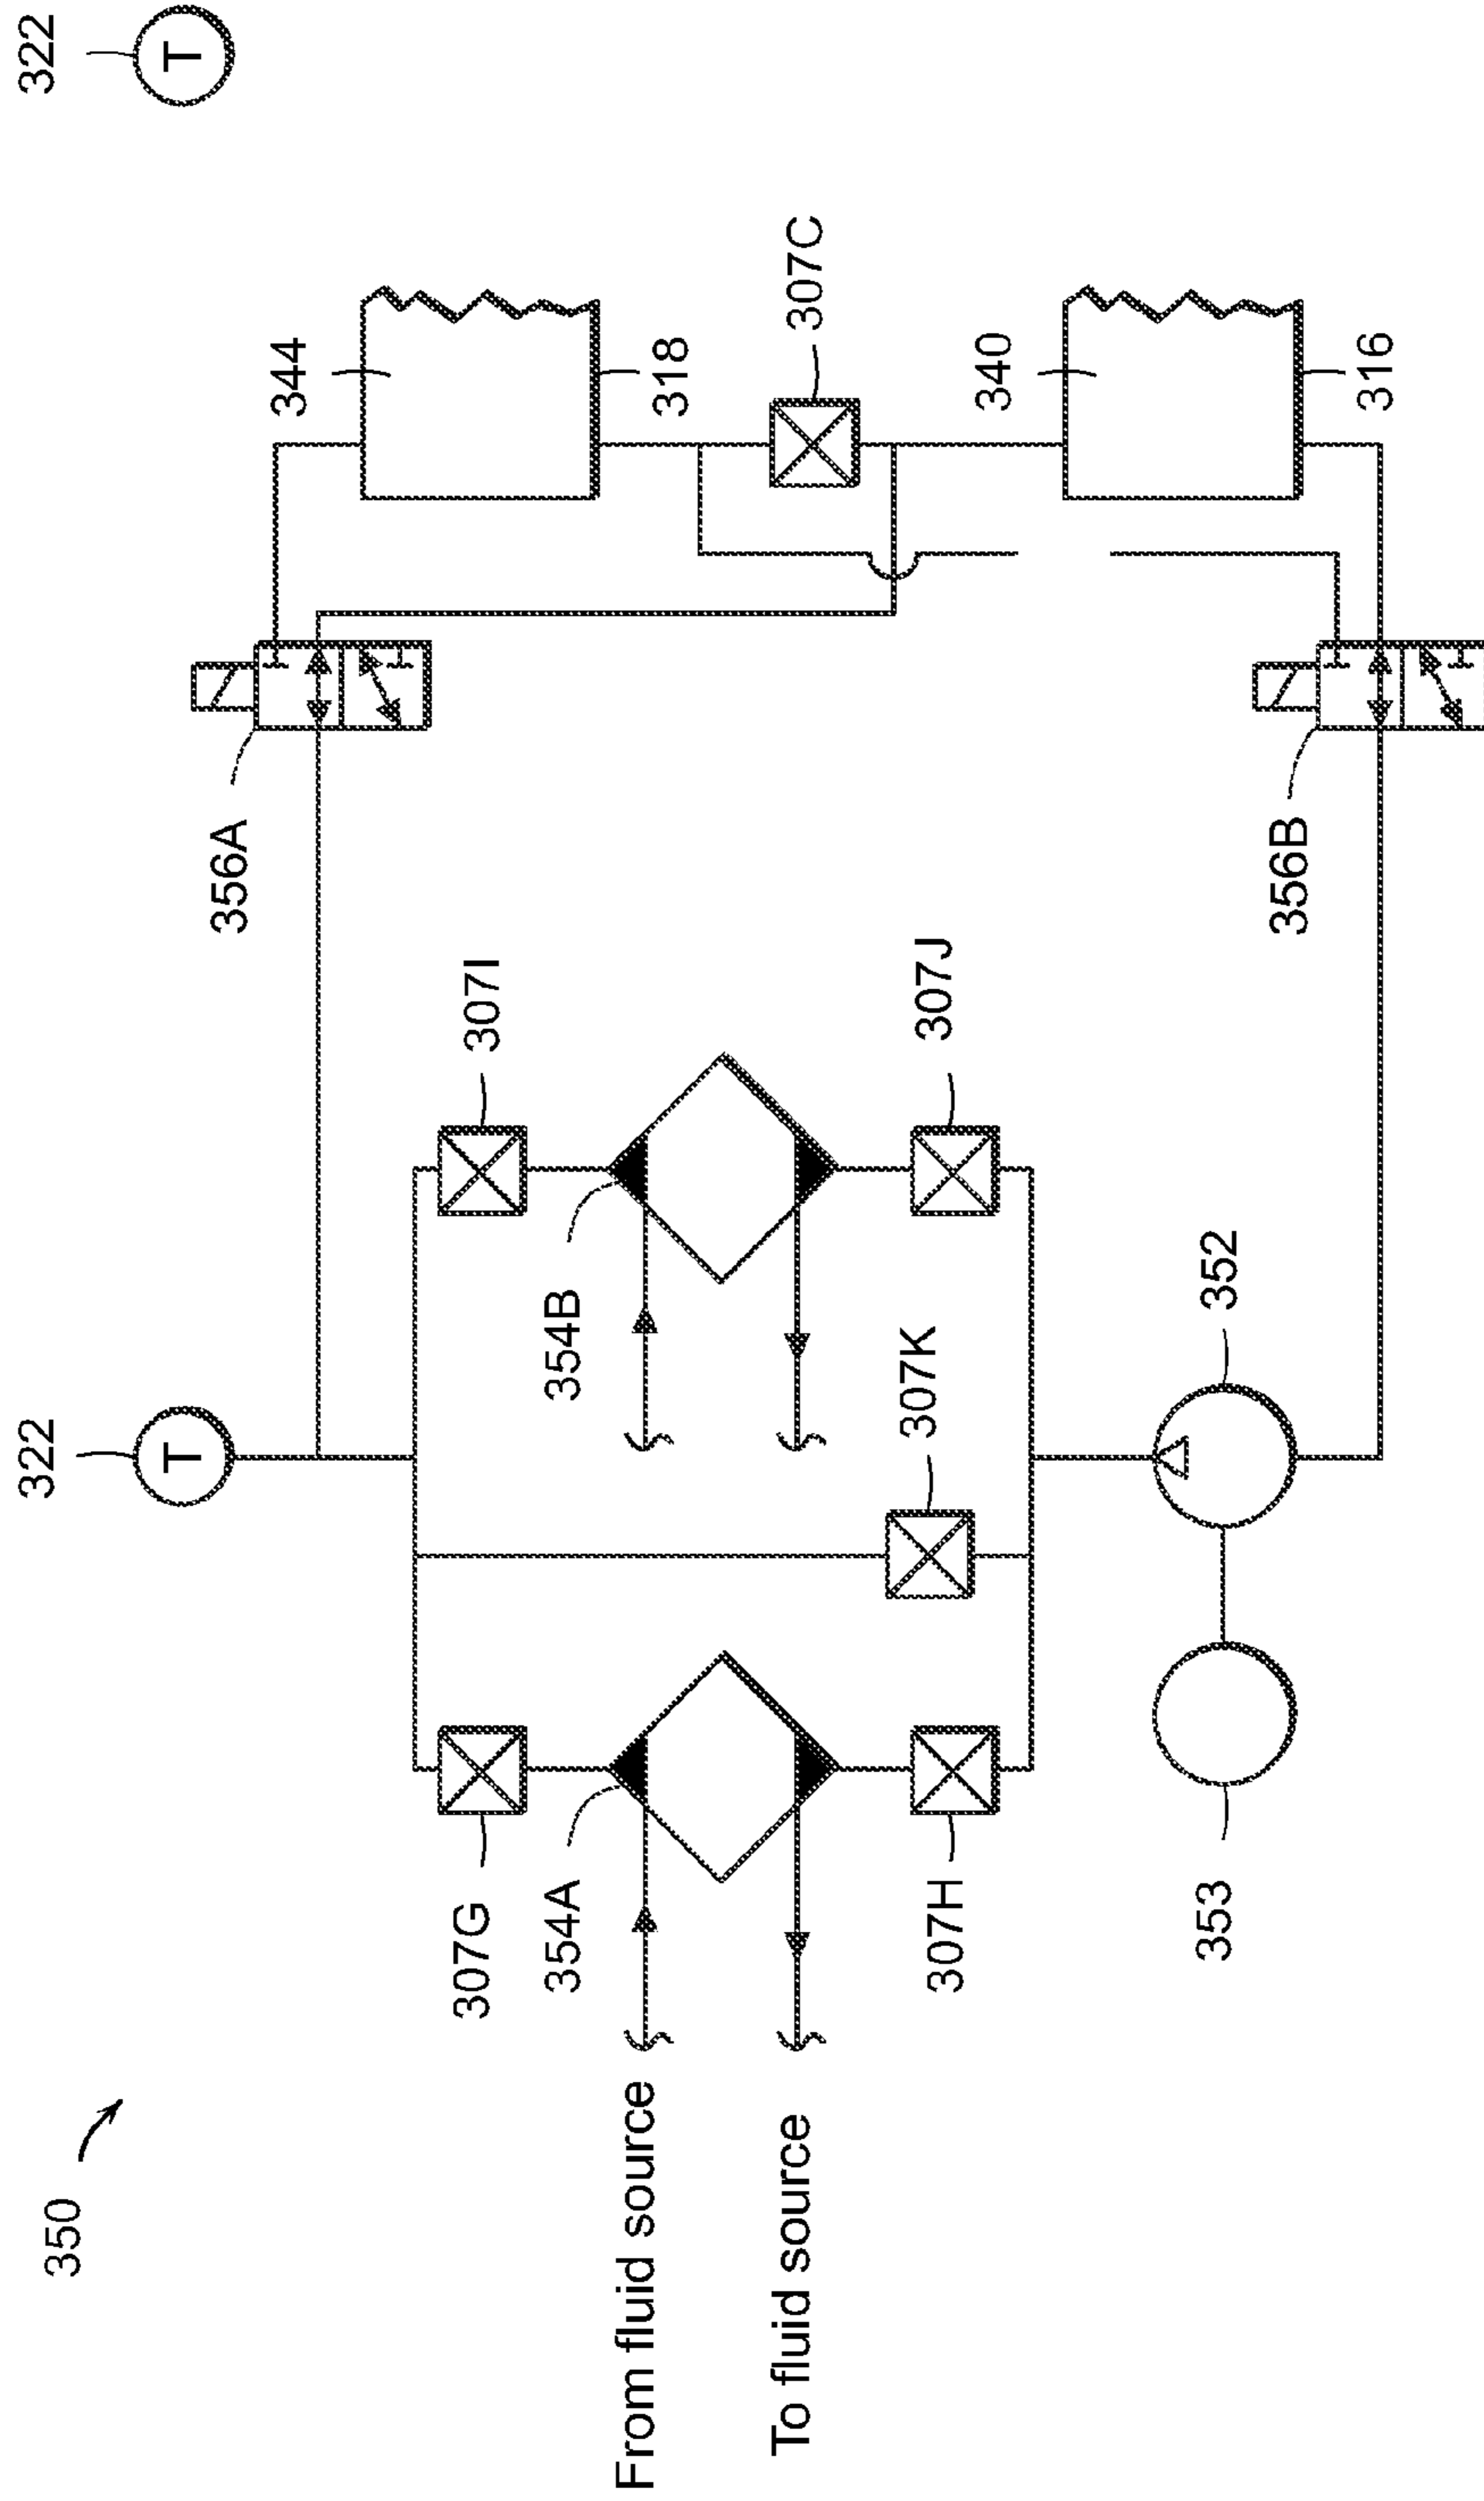 350
322
T
322
T
356A
344
318
307C
340
316
356B
307I
307J
354B
307K
352
307G
354A
307H
353
From fluid source
To fluid source